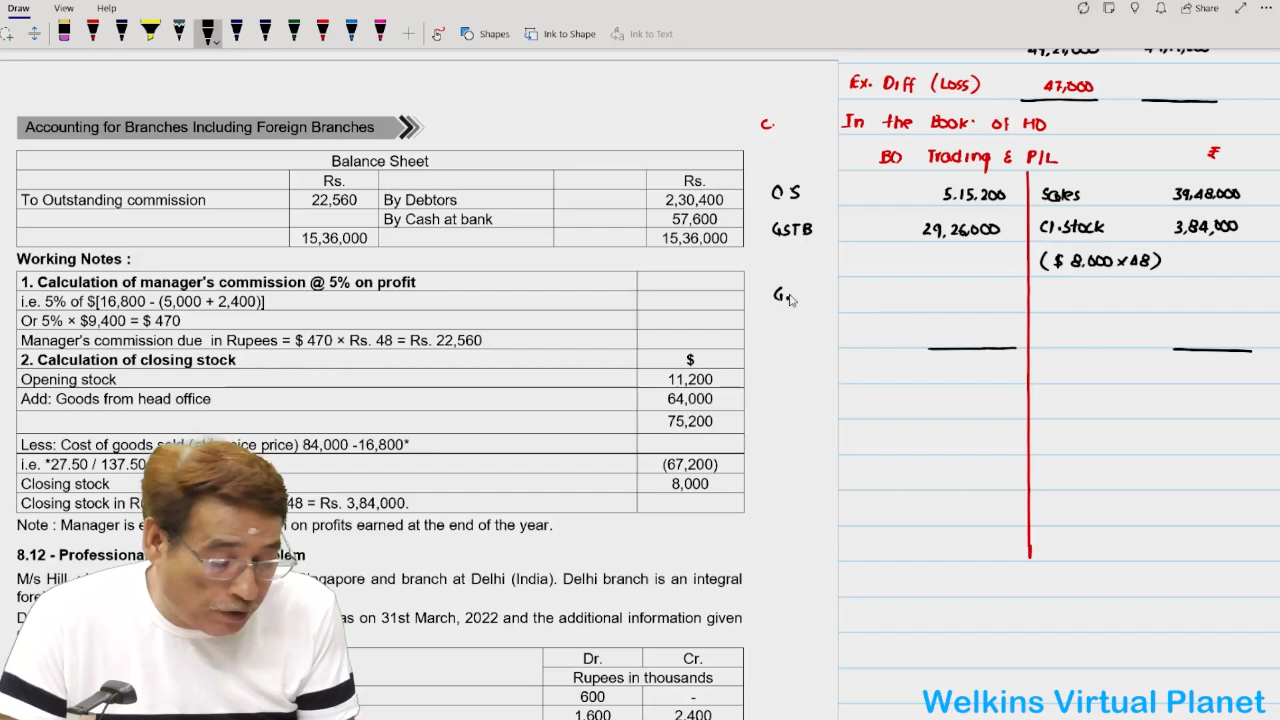 Draw View Help
Share
Shapes Ink to Shape Ink to Text
Accounting for Branches Including Foreign Branches
Balance Sheet
Rs. Rs.
To Outstanding commission 22,560 By Debtors 2,30,400
By Cash at bank 57,600
15,36,000 15,36,000
Working Notes :
1. Calculation of manager's commission @ 5% on profit
i.e. 5% of $[16,800 - (5,000 + 2,400)]
Or 5% × $9,400 = $ 470
Manager's commission due in Rupees = $ 470 × Rs. 48 = Rs. 22,560
2. Calculation of closing stock $
Opening stock 11,200
Add: Goods from head office 64,000
75,200
Less: Cost of goods price) 84,000 -16,800*
i.e. *27.50 / 137.50 (67,200)
Closing stock 8,000
Closing stock in 48 = Rs. 3,84,000.
Note : Manager is on profits earned at the end of the year.
8.12 - Professional
M/s Hill, and branch at Delhi (India). Delhi branch is an integral
as on 31st March, 2022 and the additional information given
Dr. Cr.
Rupees in thousands
600 -
1,600 2,400
Ex. Diff (Loss) 47,000
C. In the Book of HO
BO Trading & P/L ₹
OS 5,15,200 Sales 39,48,000
GSTB 29,26,000 Cl. Stock 3,84,000
($ 8,000 × 48)
G.
Welkins Virtual Planet